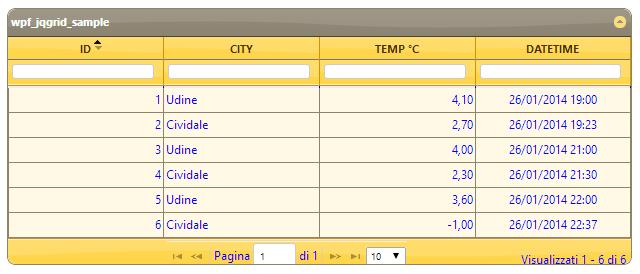 wpf_jqgrid_sample
ID CITY TEMP °C DATETIME
1 Udine 4,10 26/01/2014 19:00
2 Cividale 2,70 26/01/2014 19:23
3 Udine 4,00 26/01/2014 21:00
4 Cividale 2,30 26/01/2014 21:30
5 Udine 3,60 26/01/2014 22:00
6 Cividale -1,00 26/01/2014 22:37
Pagina 1 di 1 10 Visualizzati 1 - 6 di 6